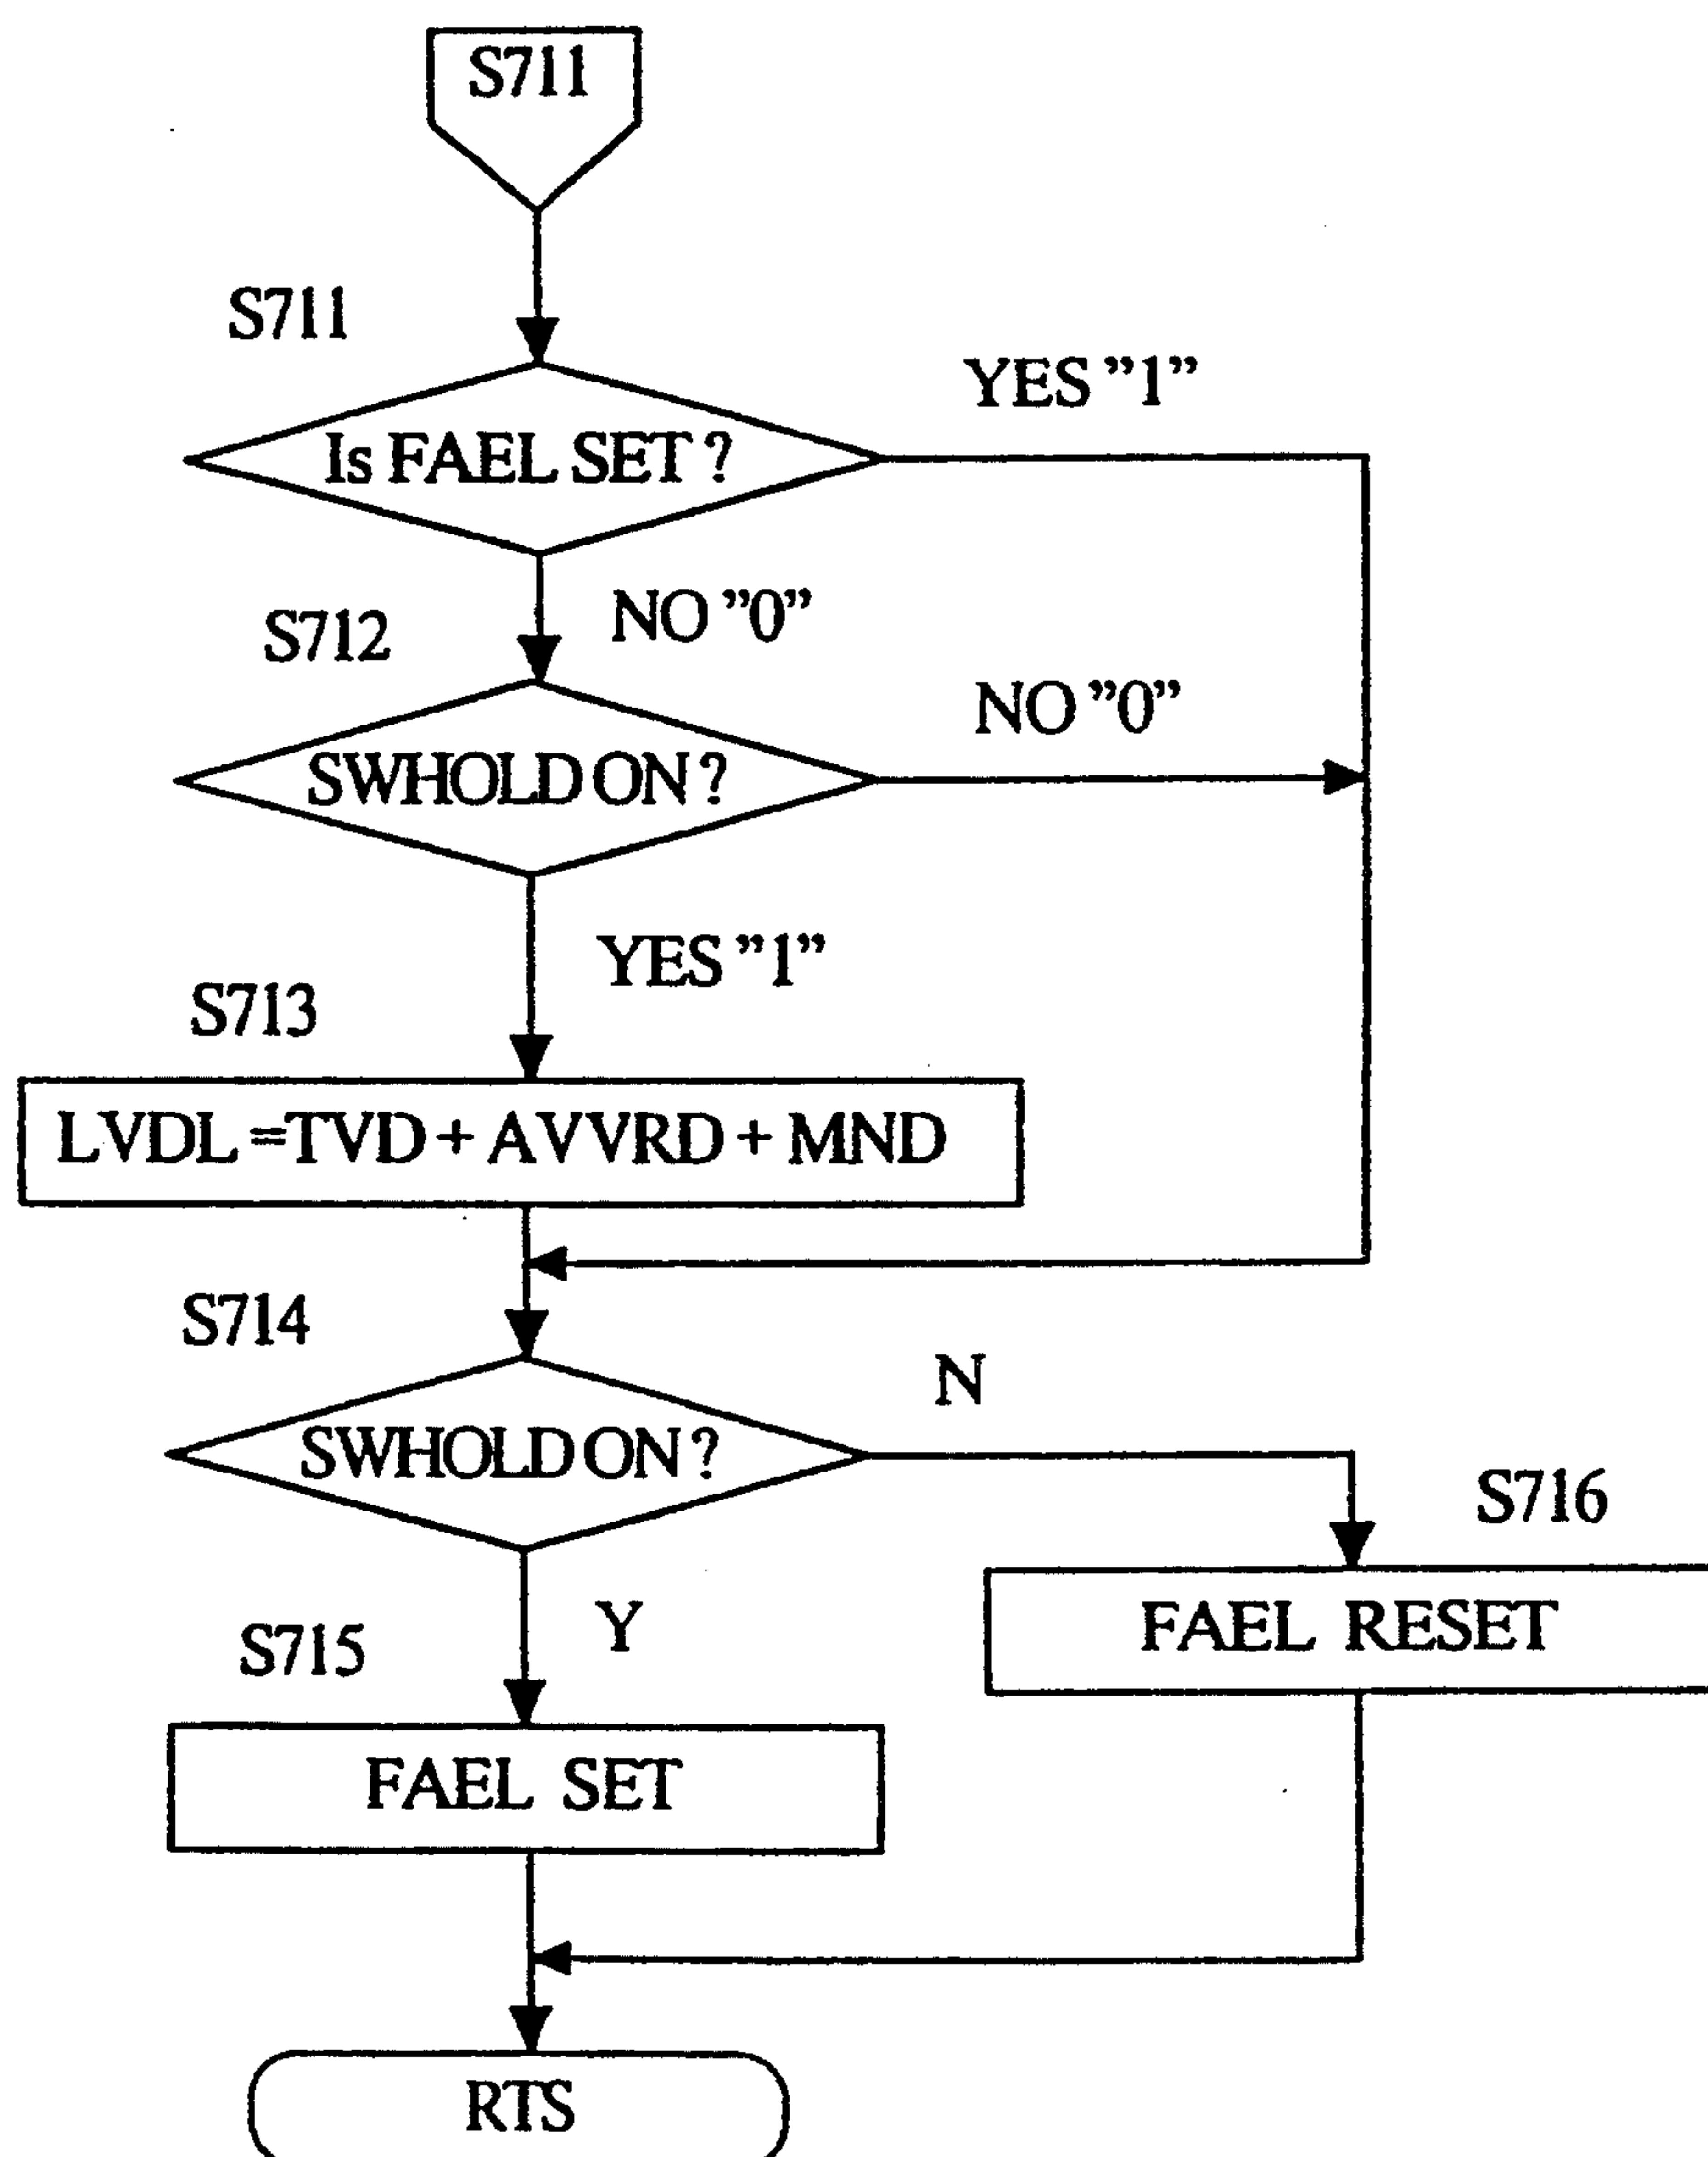 S711
S711
Is FAEL SET ?
YES ”1”
NO ”0”
S712
SWHOLD ON ?
NO ”0”
YES ”1”
S713
LVDL =TVD + AVVRD + MND
S714
SWHOLD ON ?
N
S716
FAEL RESET
Y
S715
FAEL SET
RTS